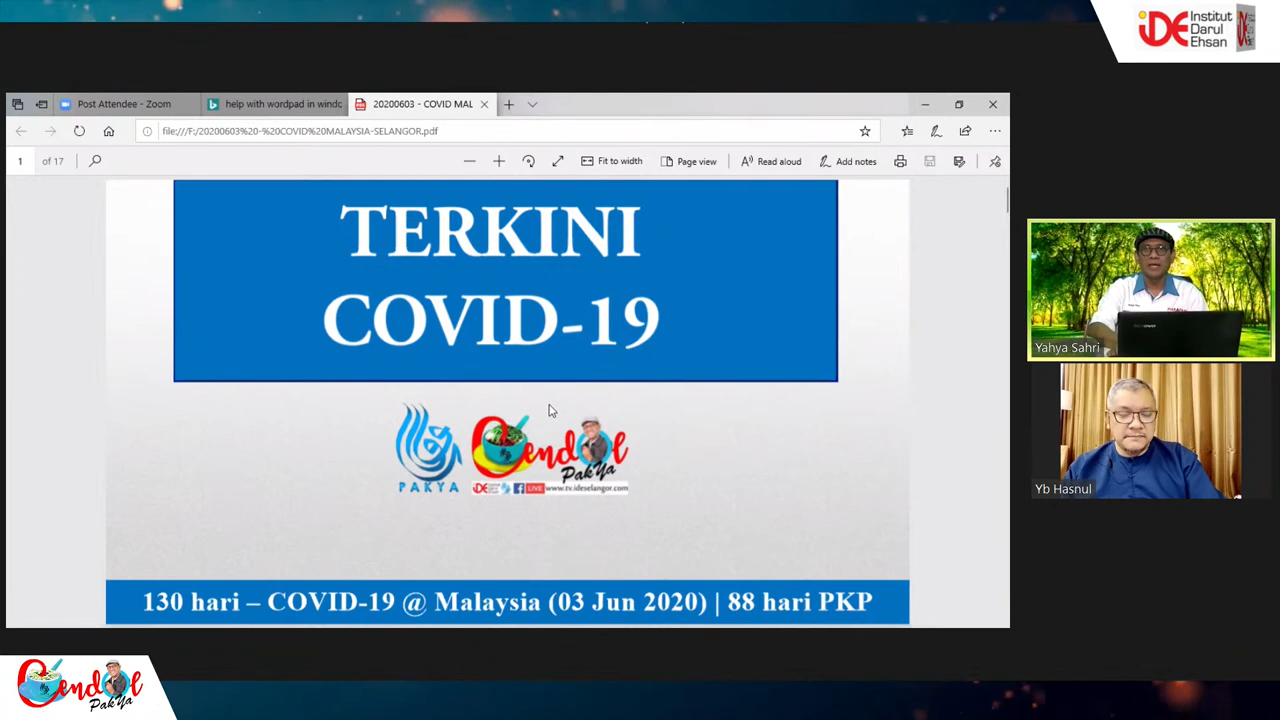 iDE Institut
Darul
Ehsan
Post Attendee - Zoom
help with wordpad in windc
20200603 - COVID MAL
file:///F:/20200603%20-%20COVID%20MALAYSIA-SELANGOR.pdf
1 of 17
Fit to width
Page view
Read aloud
Add notes
TERKINI
COVID-19
PAKYA
Cendol
PakYa
LIVE www.tv.ideselangor.com
130 hari – COVID-19 @ Malaysia (03 Jun 2020) | 88 hari PKP
Yahya Sahri
Yb Hasnul
Cendol
PakYa